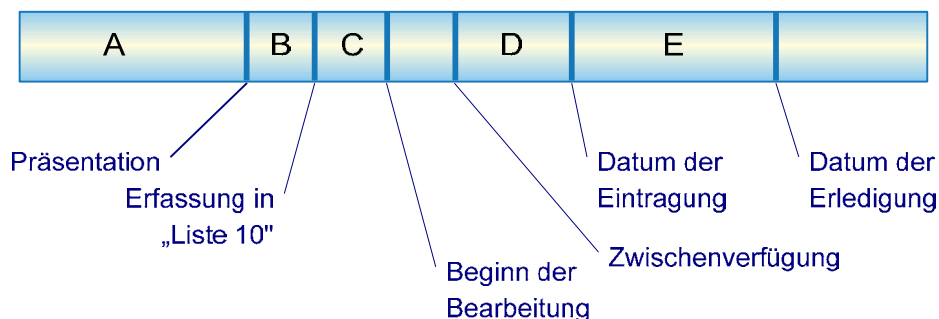 A B C D E
Präsentation
Erfassung in
„Liste 10"
Beginn der
Bearbeitung
Zwischenverfügung
Datum der
Eintragung
Datum der
Erledigung